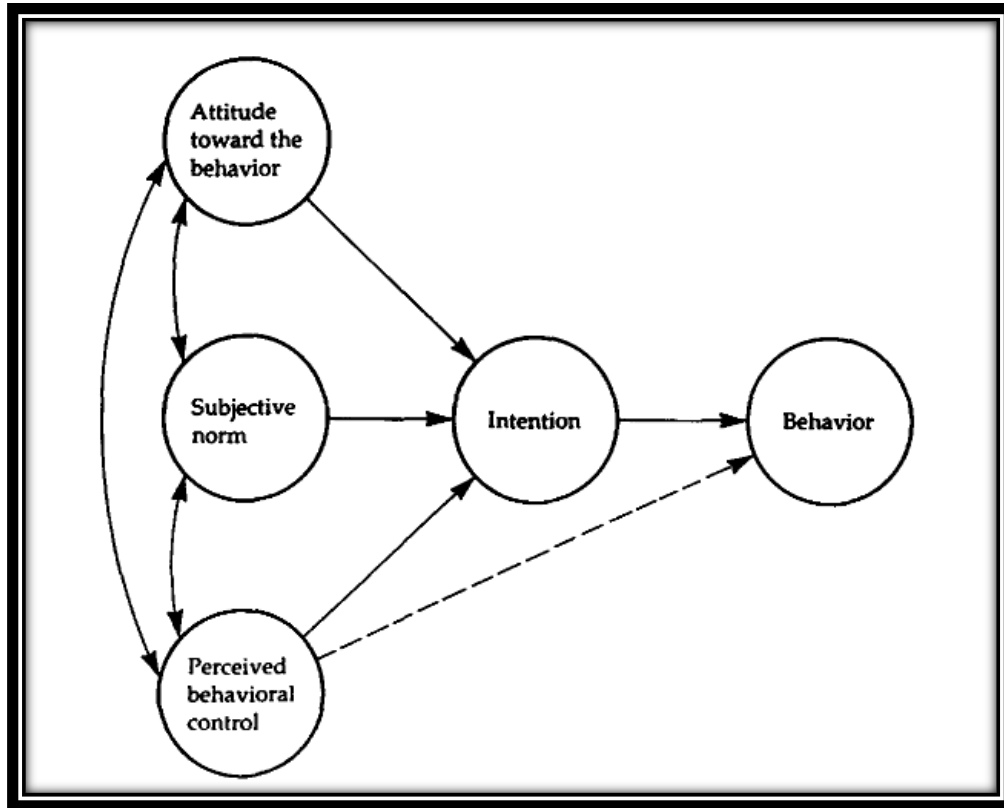 Attitude
toward the
behavior
Subjective
norm
Intention
Behavior
Perceived
behavioral
control